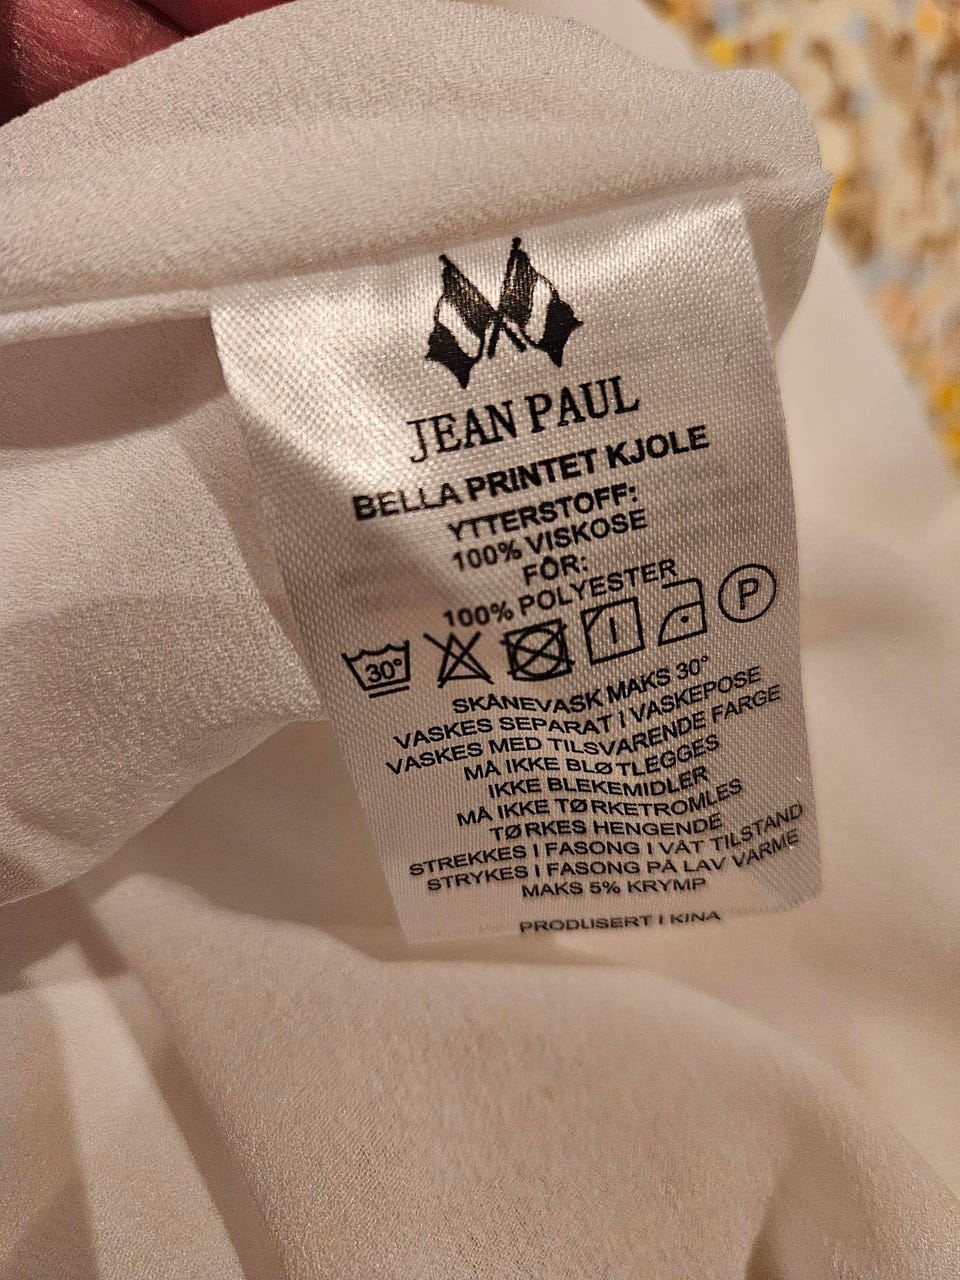 JEAN PAUL
BELLA PRINTET KJOLE
YTTERSTOFF:
100% VISKOSE
FÔR:
100% POLYESTER
30° P
SKÅNEVASK MAKS 30°
VASKES SEPARAT I VASKEPOSE
VASKES MED TILSVARENDE FARGE
MÅ IKKE BLØTLEGGES
IKKE BLEKEMIDLER
MÅ IKKE TØRKETROMLES
TØRKES HENGENDE
STREKKES I FASONG I VÅT TILSTAND
STRYKES I FASONG PÅ LAV VARME
MAKS 5% KRYMP
PRODUSERT I KINA